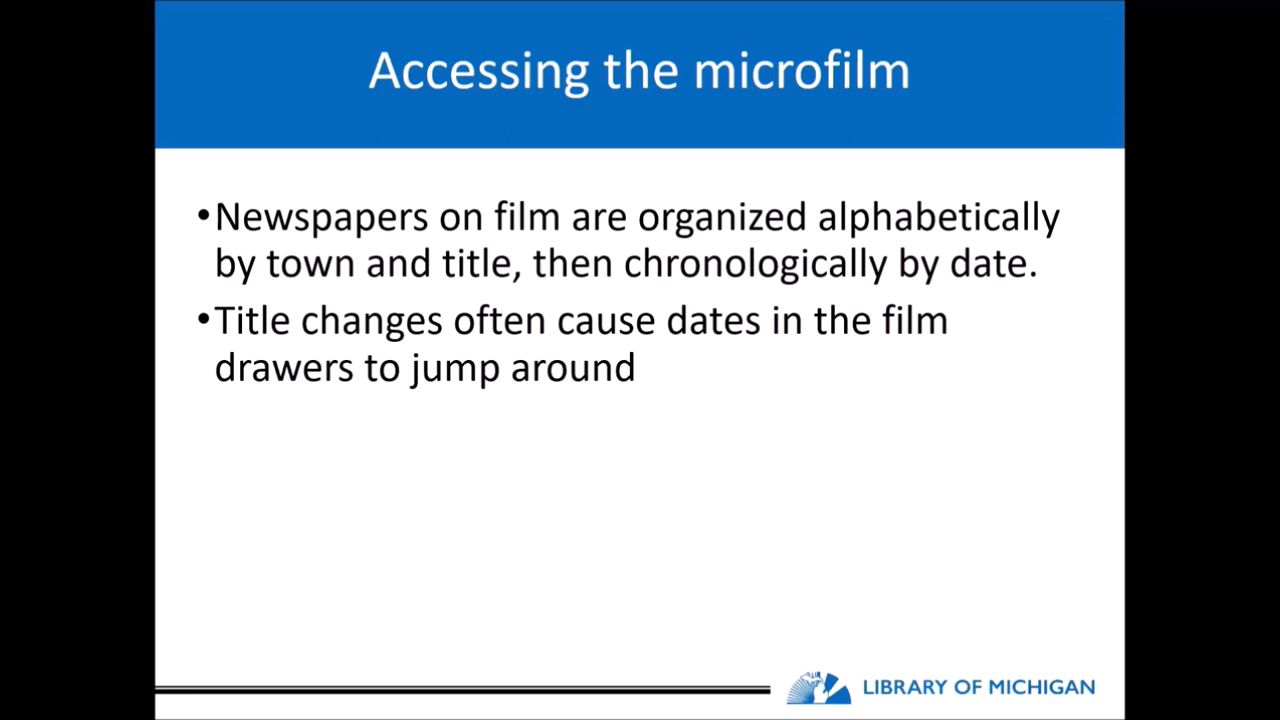 Accessing the microfilm
•Newspapers on film are organized alphabetically
by town and title, then chronologically by date.
•Title changes often cause dates in the film
drawers to jump around
LIBRARY OF MICHIGAN